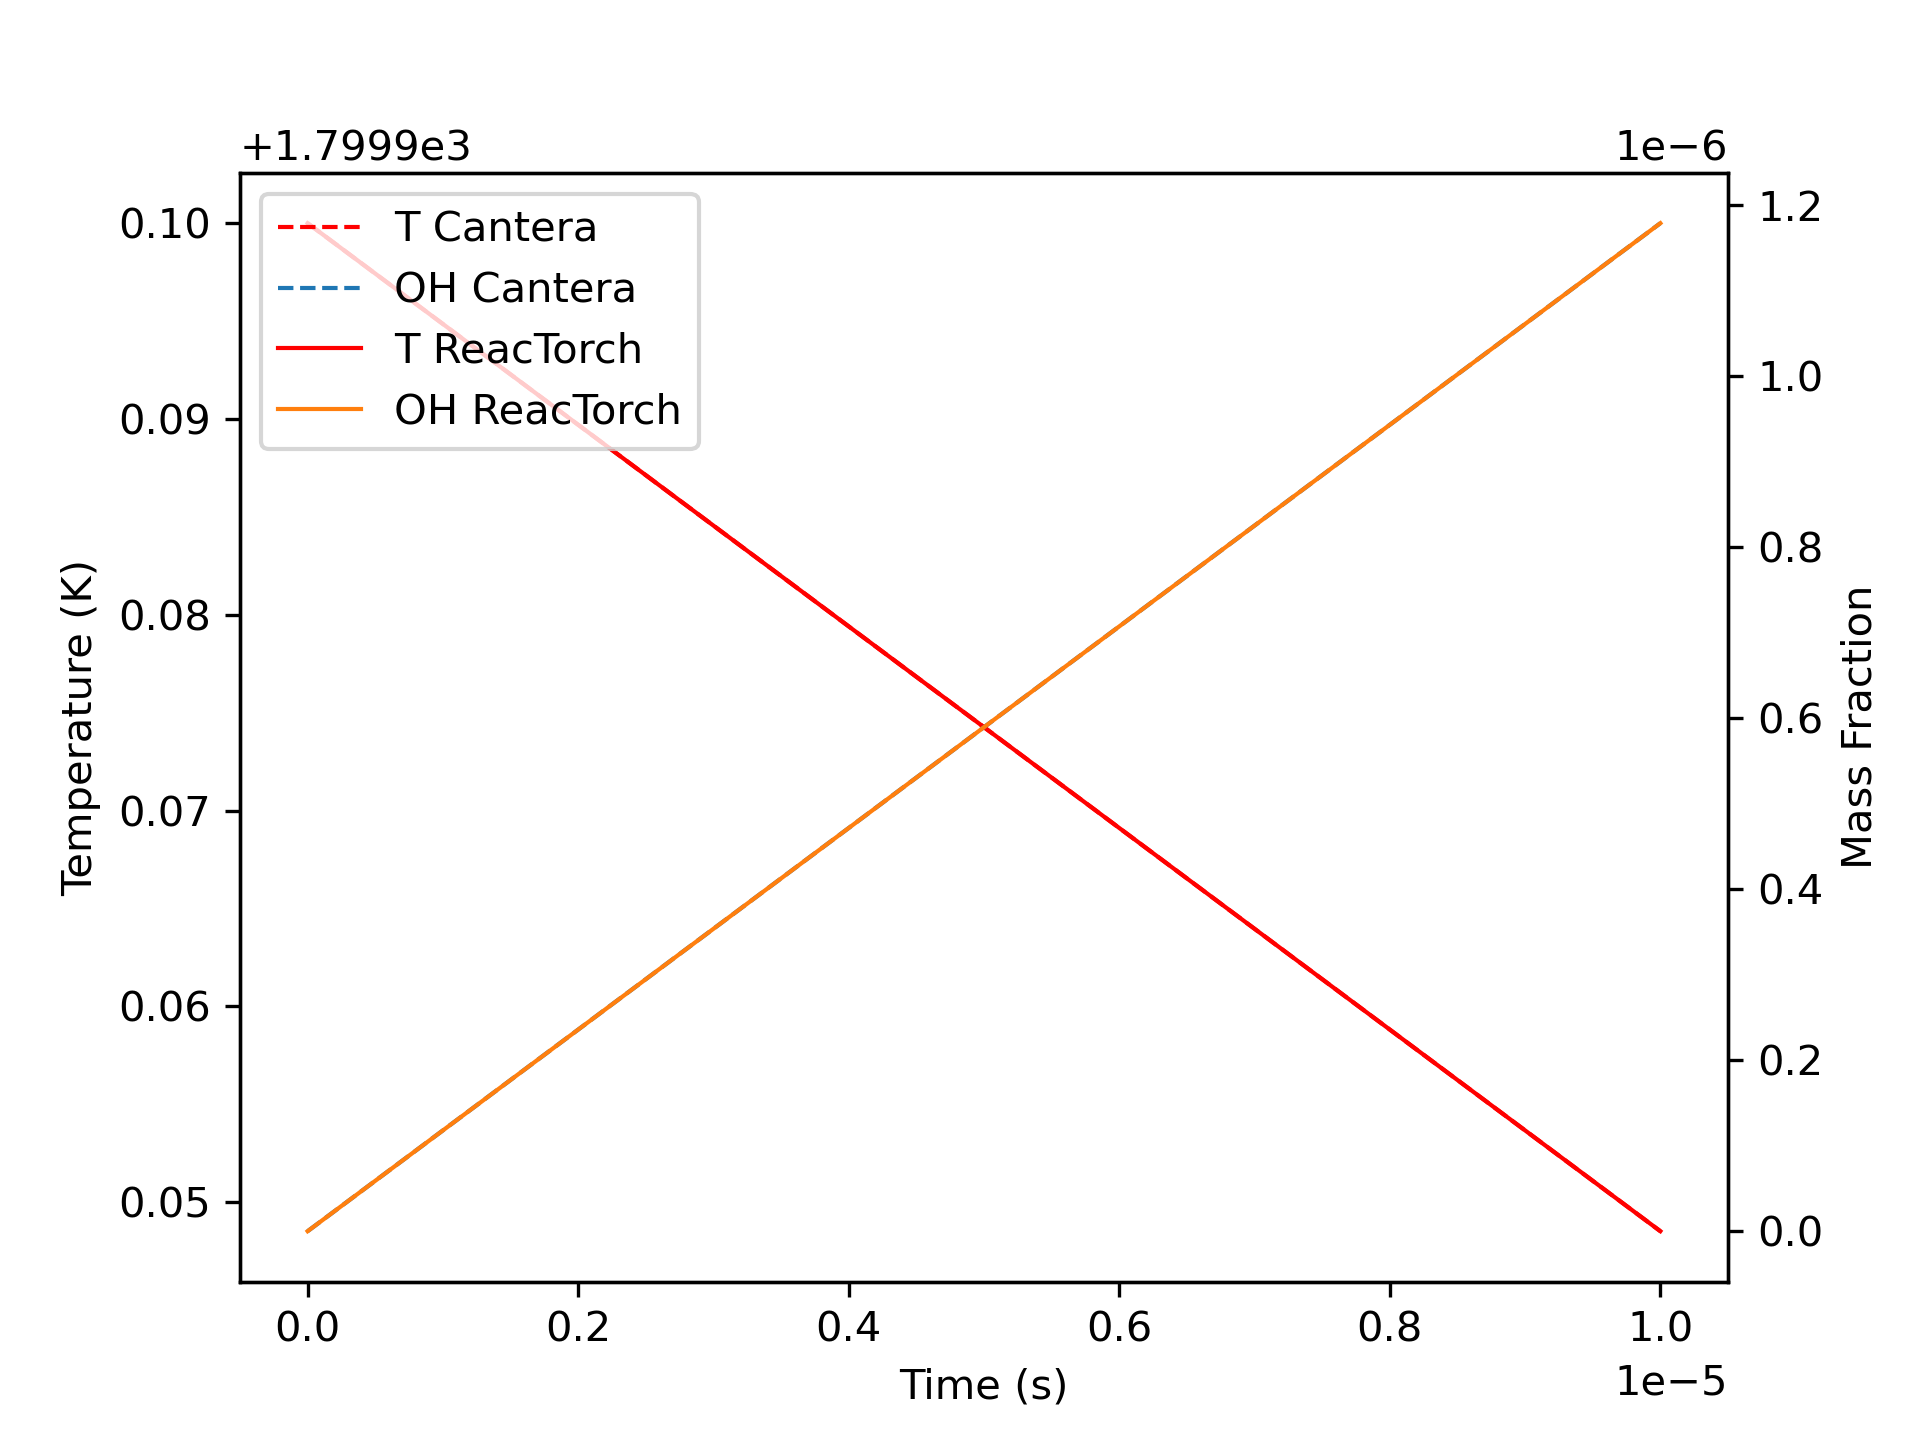 +1.7999e3
1e−6
T Cantera
OH Cantera
T ReacTorch
OH ReacTorch
0.10
0.09
0.08
0.07
0.06
0.05
Temperature (K)
1.2
1.0
0.8
0.6
0.4
0.2
0.0
Mass Fraction
0.0 0.2 0.4 0.6 0.8 1.0
1e−5
Time (s)